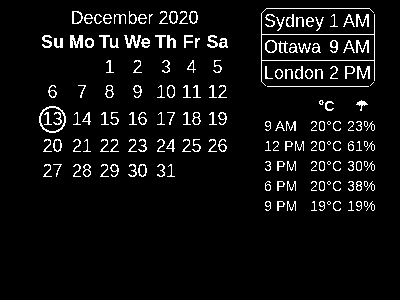 December 2020
Su Mo Tu We Th Fr Sa
1 2 3 4 5
6 7 8 9 10 11 12
13 14 15 16 17 18 19
20 21 22 23 24 25 26
27 28 29 30 31
Sydney 1 AM
Ottawa 9 AM
London 2 PM
°C ☂
9 AM 20°C 23%
12 PM 20°C 61%
3 PM 20°C 30%
6 PM 20°C 38%
9 PM 19°C 19%